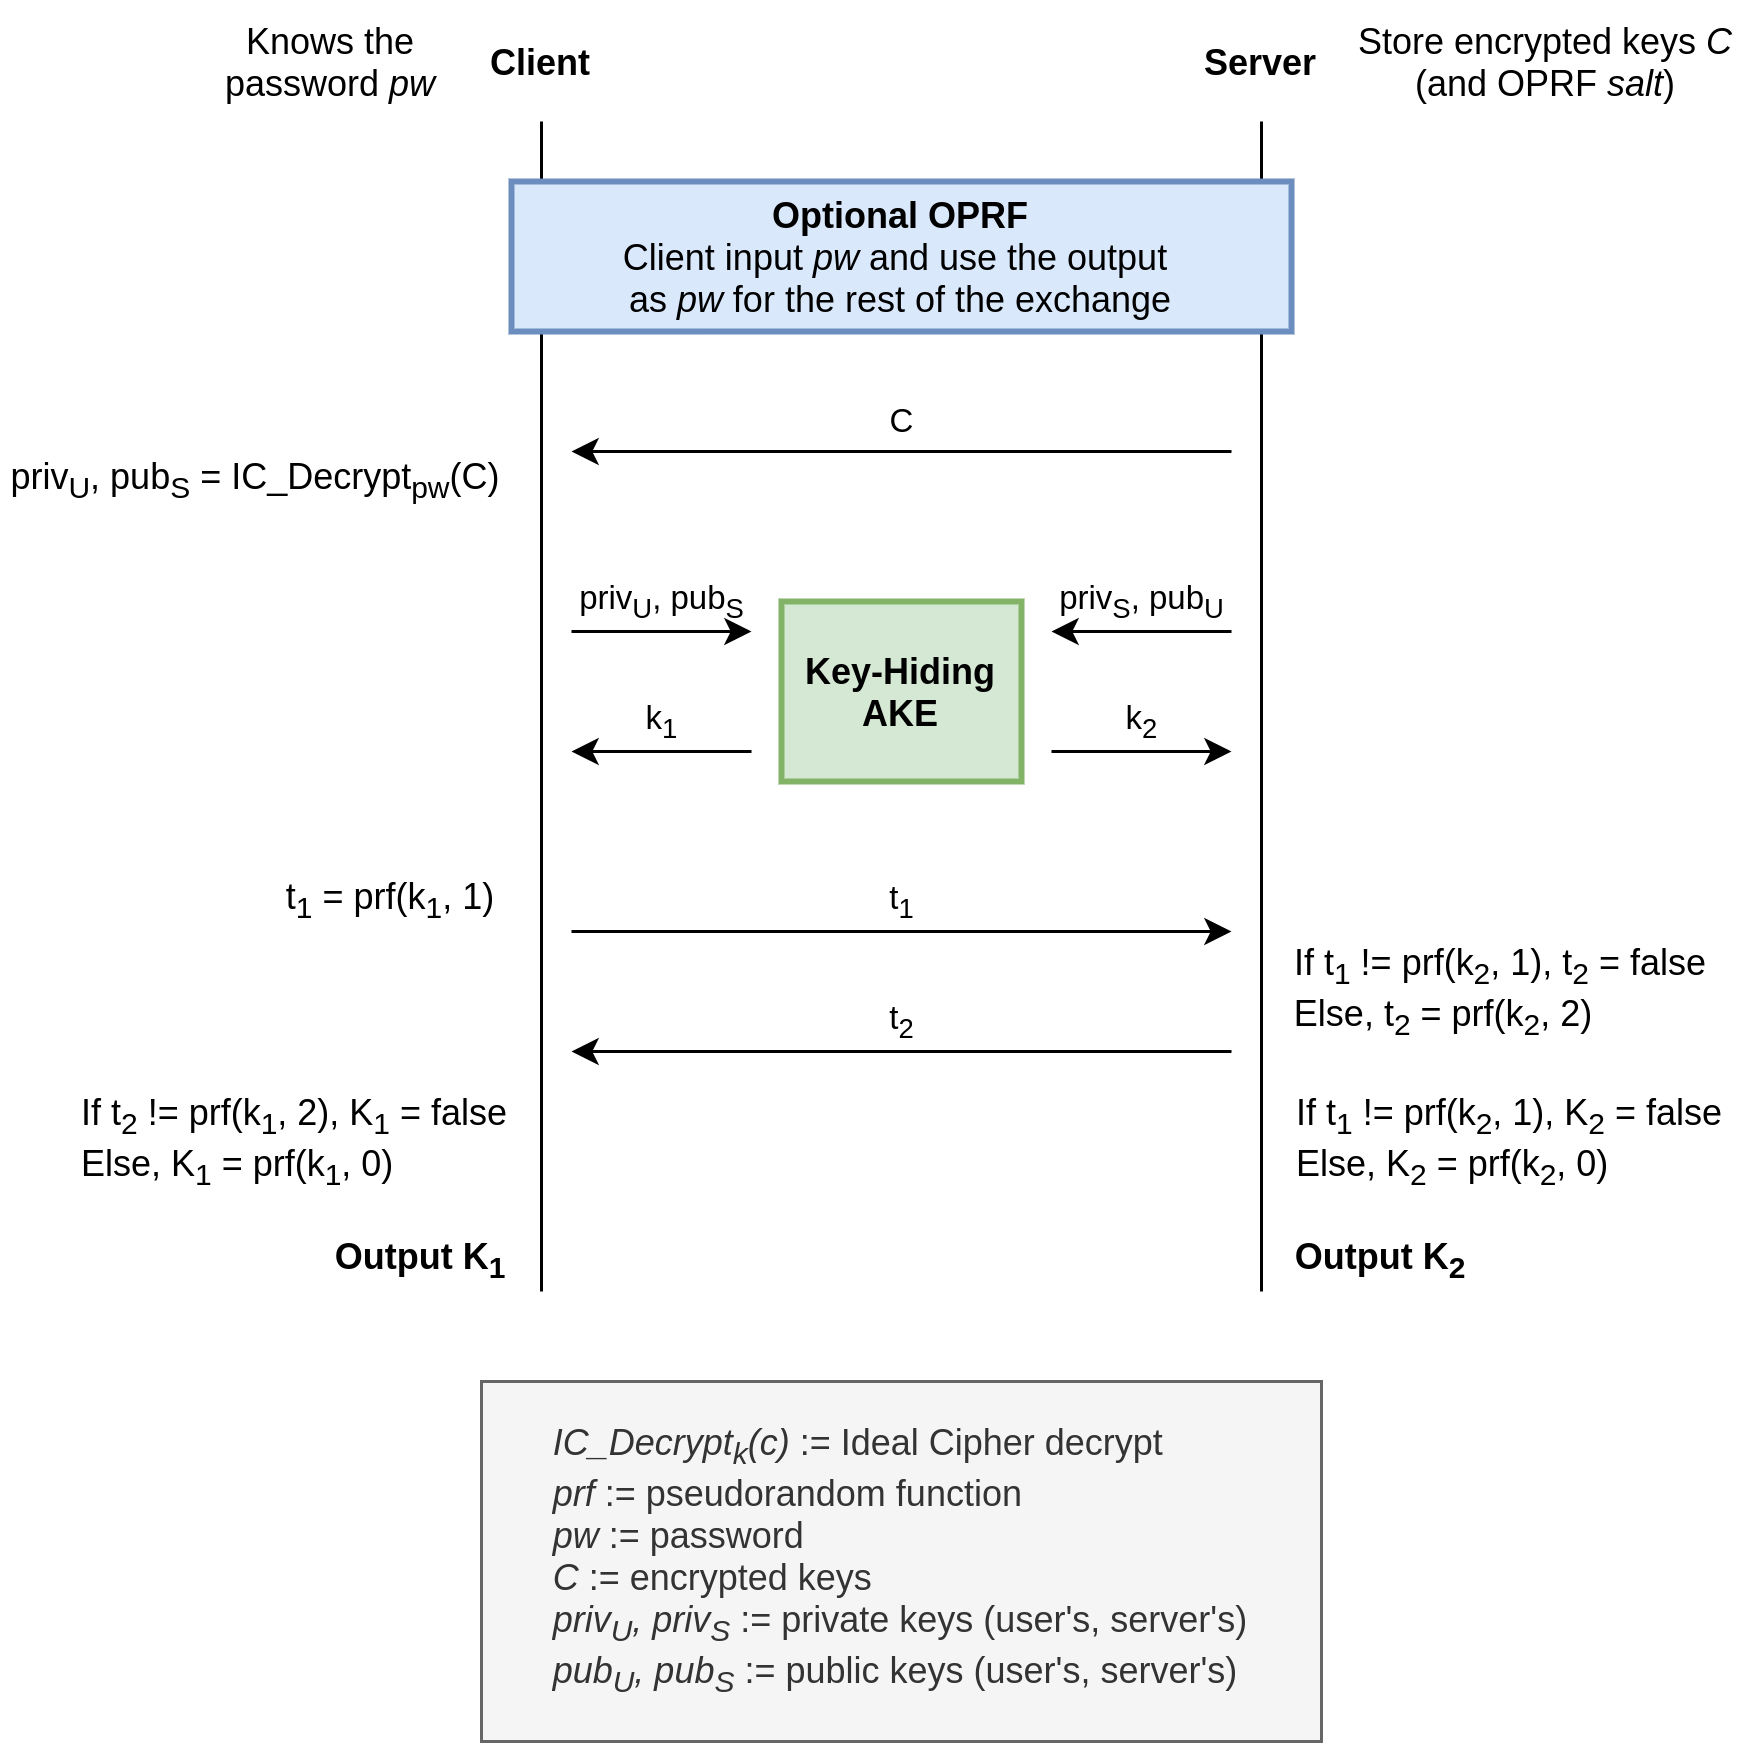 Knows the
password pw
Client
Server
Store encrypted keys C
(and OPRF salt)
Optional OPRF
Client input pw and use the output
as pw for the rest of the exchange
C
priv_U, pub_S = IC_Decrypt_pw(C)
priv_U, pub_S
priv_S, pub_U
Key-Hiding
AKE
k_1
k_2
t_1 = prf(k_1, 1)
t_1
If t_1 != prf(k_2, 1), t_2 = false
Else, t_2 = prf(k_2, 2)
t_2
If t_2 != prf(k_1, 2), K_1 = false
Else, K_1 = prf(k_1, 0)
If t_1 != prf(k_2, 1), K_2 = false
Else, K_2 = prf(k_2, 0)
Output K_1
Output K_2
IC_Decrypt_k(c) := Ideal Cipher decrypt
prf := pseudorandom function
pw := password
C := encrypted keys
priv_U, priv_S := private keys (user's, server's)
pub_U, pub_S := public keys (user's, server's)